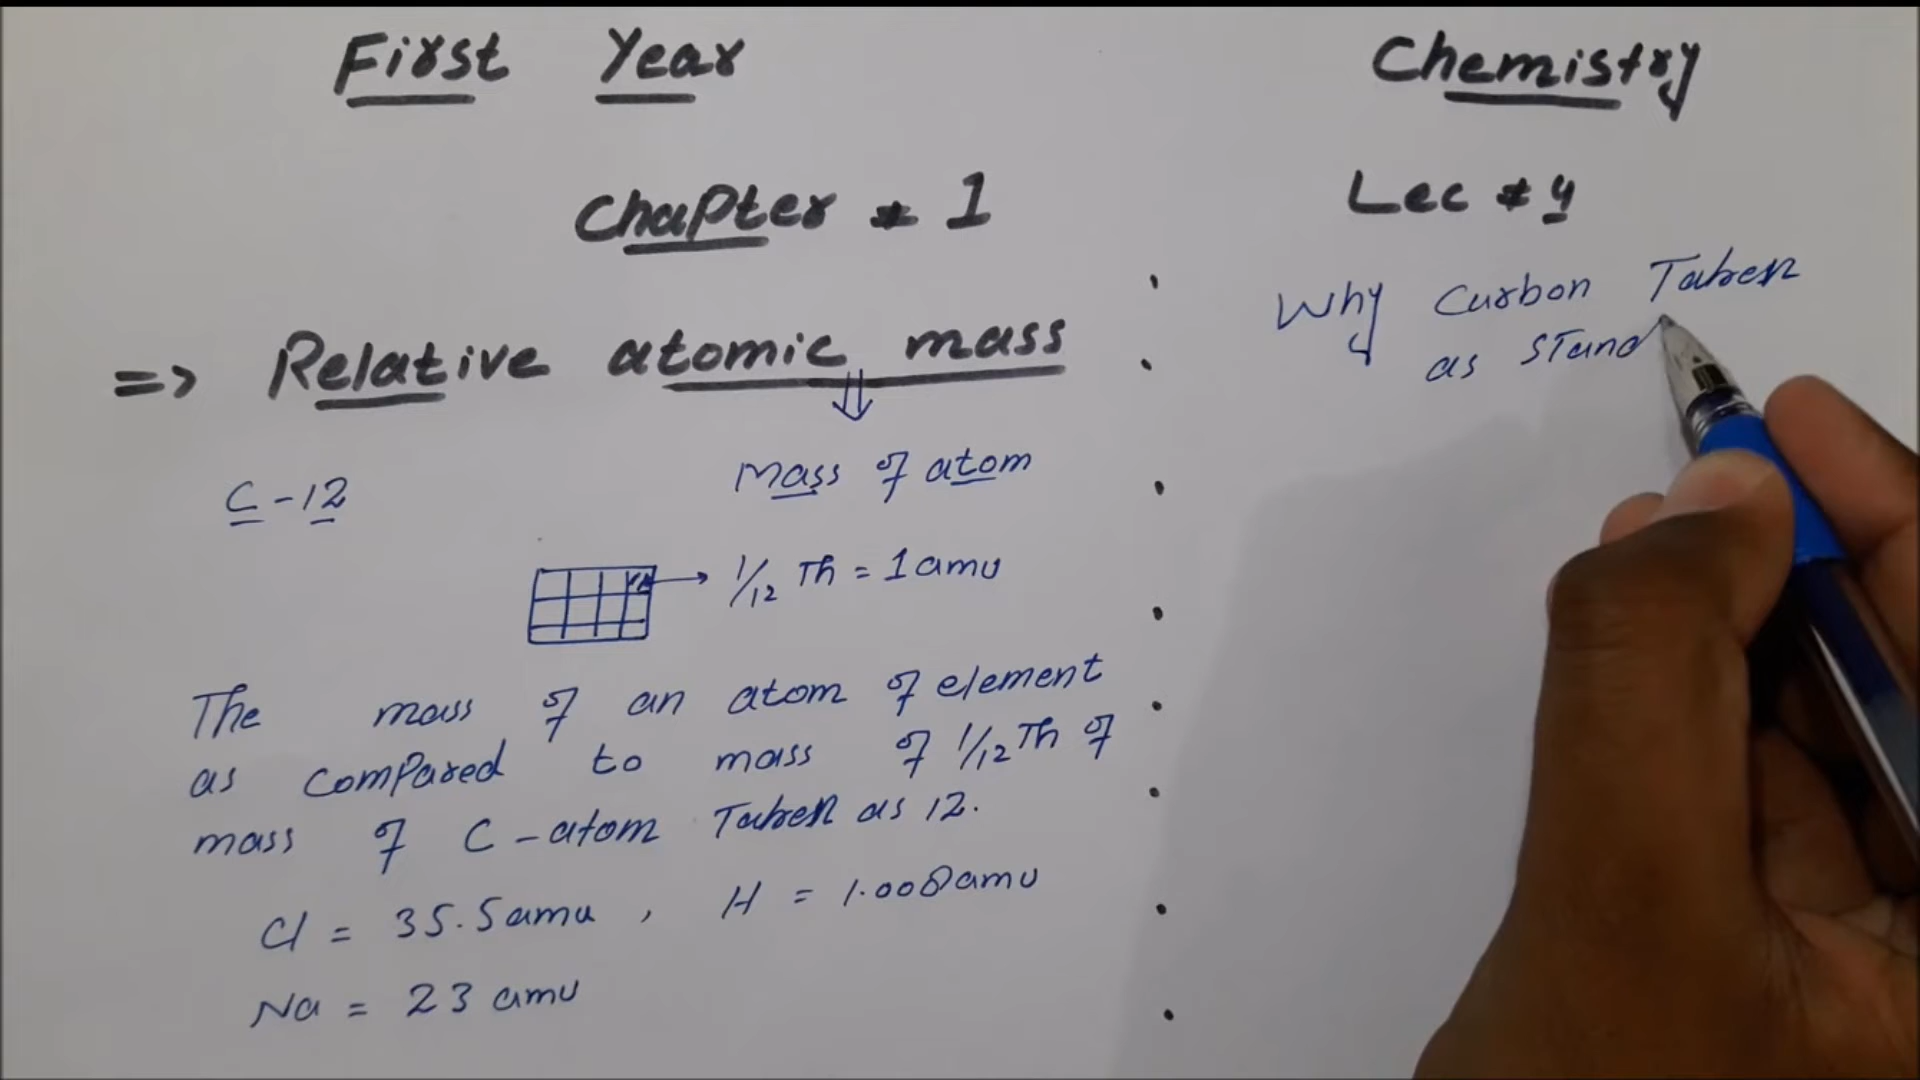 First Year
Chemistry
Chapter # 1
Lec # 4
=> Relative atomic mass
Why Carbon Taken
as stand
C-12
Mass of atom
1/12 Th = 1amu
The mass of an atom of element
as compared to mass of 1/12 Th of
mass of C-atom Taken as 12.
Cl = 35.5amu , H = 1.008amu
Na = 23 amu